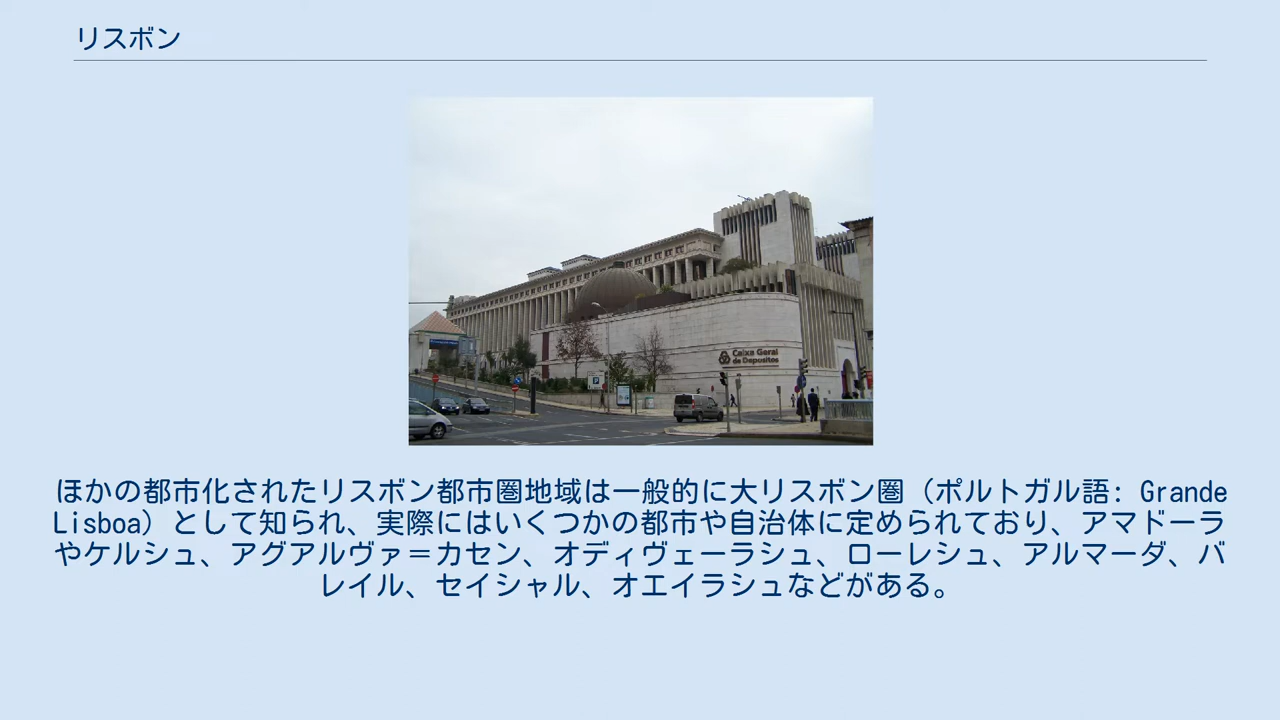 リスボン
Caixa Geral
de Depositos
ほかの都市化されたリスボン都市圏地域は一般的に大リスボン圏（ポルトガル語: Grande
Lisboa）として知られ、実際にはいくつかの都市や自治体に定められており、アマドーラ
やケルシュ、アグアルヴァ＝カセン、オディヴェーラシュ、ローレシュ、アルマーダ、バ
レイル、セイシャル、オエイラシュなどがある。